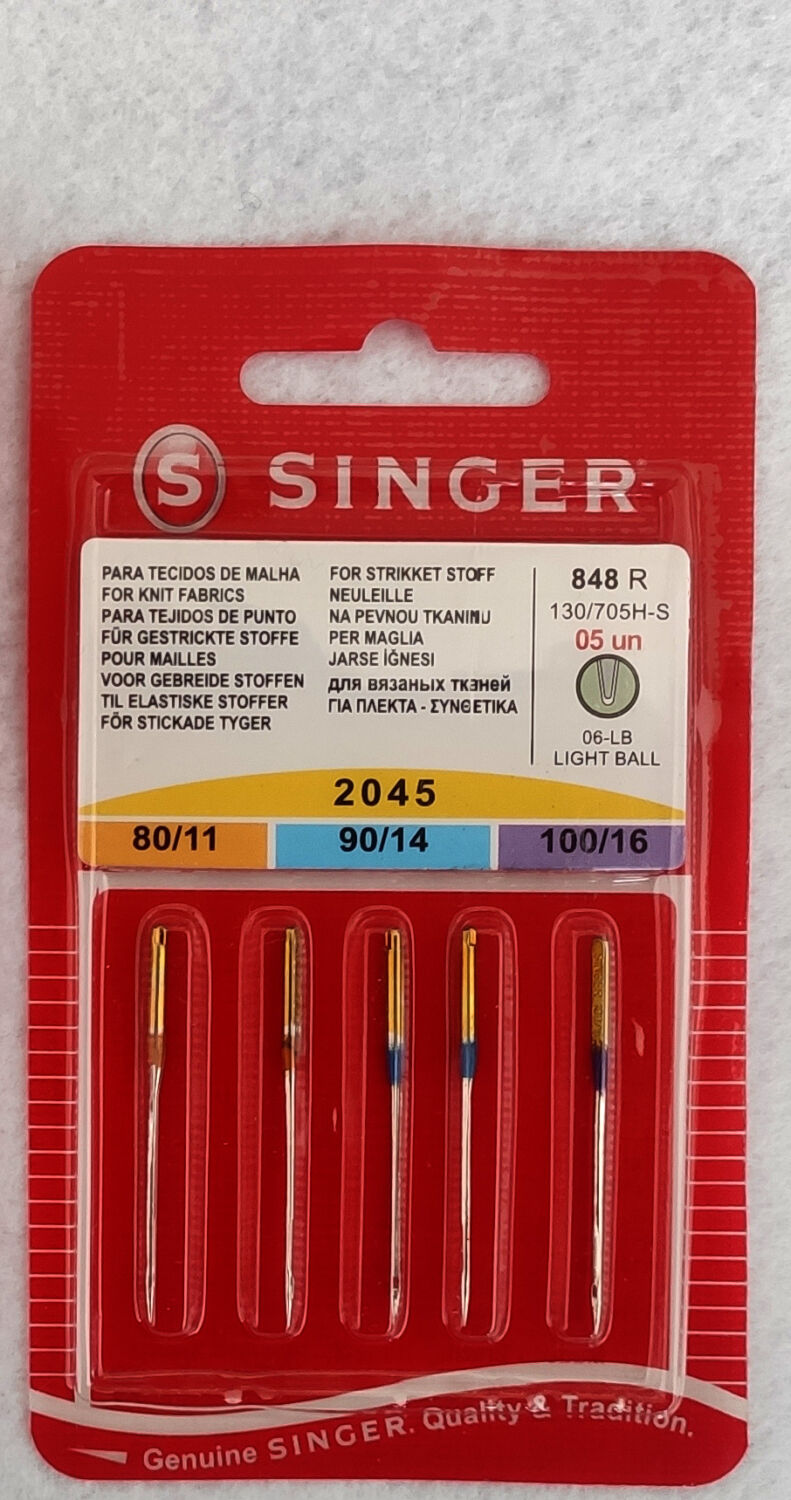 S SINGER
PARA TECIDOS DE MALHA
FOR KNIT FABRICS
PARA TEJIDOS DE PUNTO
FÜR GESTRICKTE STOFFE
POUR MAILLES
VOOR GEBREIDE STOFFEN
TIL ELASTISKE STOFFER
FÖR STICKADE TYGER
FOR STRIKKET STOFF
NEULEILLE
NA PEVNOU TKANINU
PER MAGLIA
JARSE İĞNESI
для вязаных тканей
ГІА ПΛЕКТА - ΣYNΘETIKA
848 R
130/705H-S
05 un
06-LB
LIGHT BALL
2045
80/11 90/14 100/16
Genuine SINGER. Quality & Tradition.